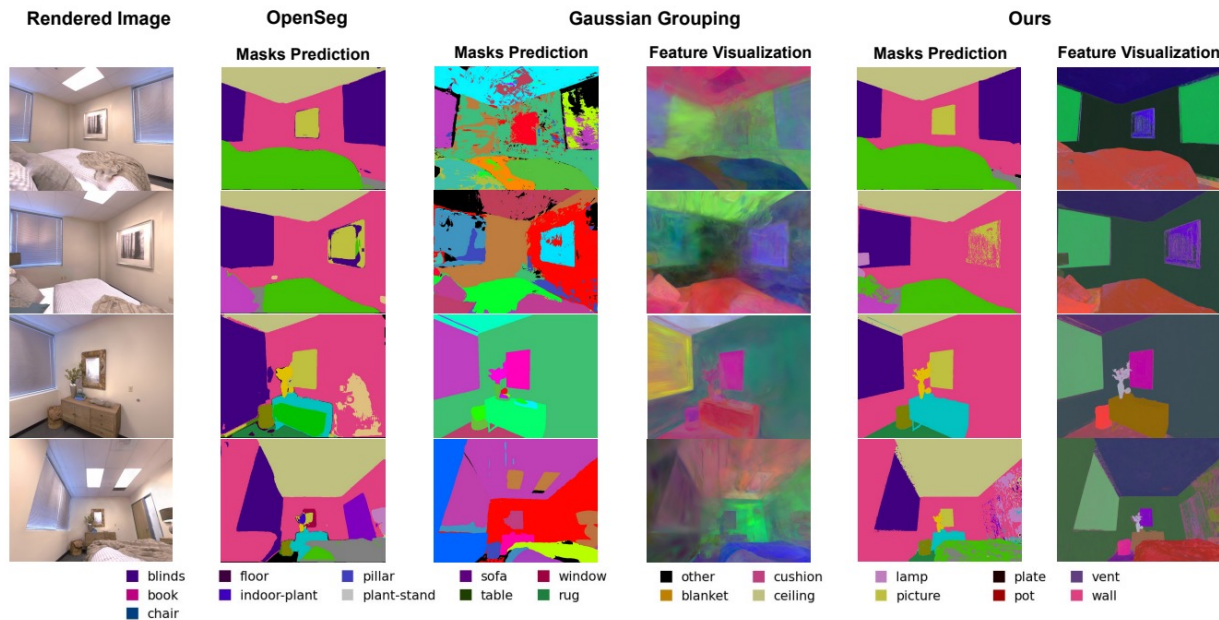 Rendered Image OpenSeg Gaussian Grouping Ours
Masks Prediction Masks Prediction Feature Visualization Masks Prediction Feature Visualization
blinds floor pillar sofa window other cushion lamp plate vent
book indoor-plant plant-stand table rug blanket ceiling picture pot wall
chair